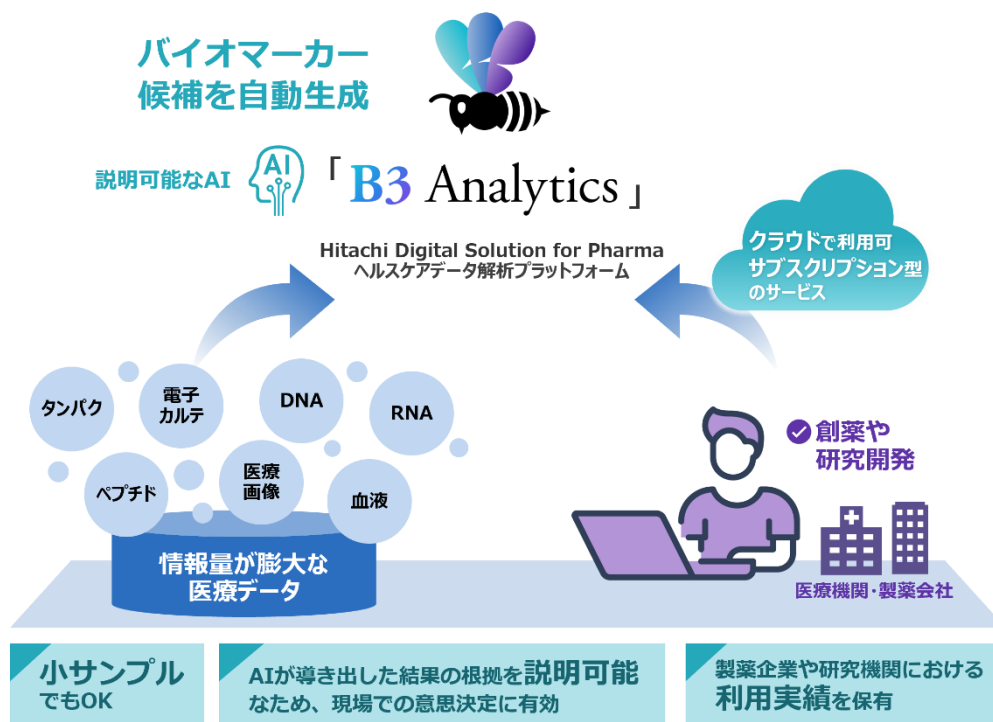 バイオマーカー
候補を自動生成
説明可能なAI
AI
「B3 Analytics」
Hitachi Digital Solution for Pharma
ヘルスケアデータ解析プラットフォーム
クラウドで利用可
サブスクリプション型
のサービス
タンパク
電子
カルテ
DNA
RNA
ペプチド
医療
画像
血液
情報量が膨大な
医療データ
創薬や
研究開発
医療機関・製薬会社
小サンプル
でもOK
AIが導き出した結果の根拠を説明可能
なため、現場での意思決定に有効
製薬企業や研究機関における
利用実績を保有